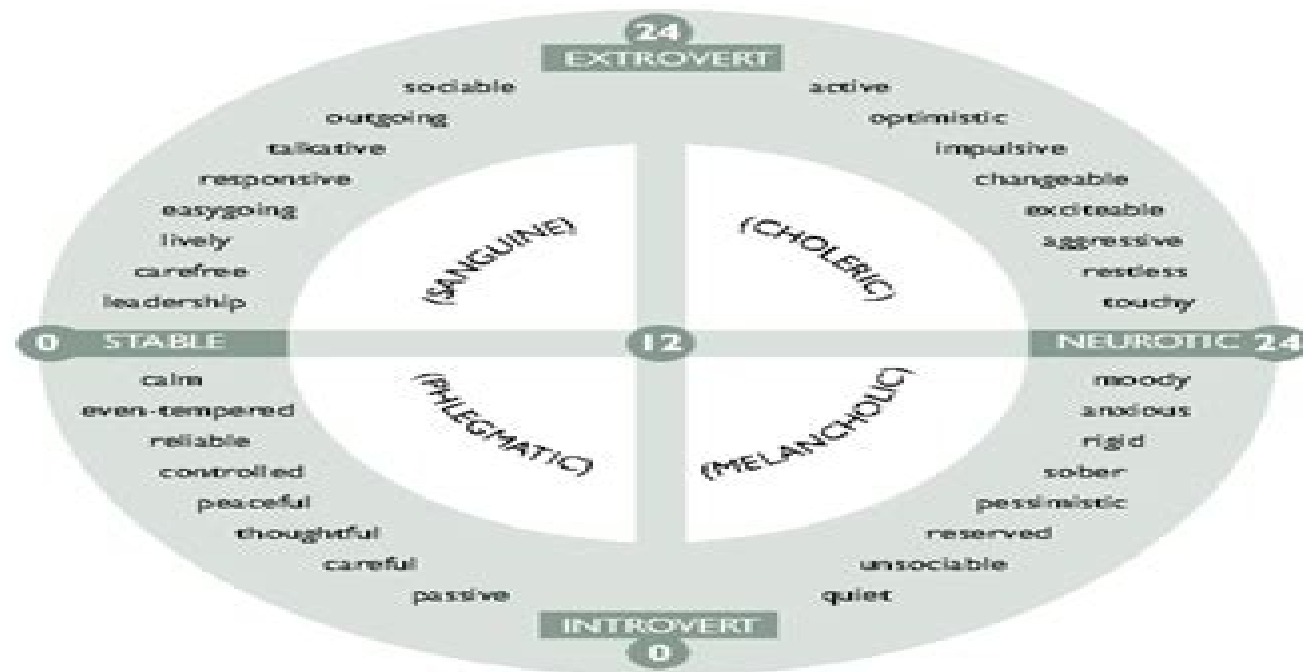 24
EXTROVERT
sociable active
outgoing optimistic
talkative impulsive
responsive changeable
easygoing exciteable
lively aggressive
carefree restless
leadership touchy
(SANGUINE) (CHOLERIC)
0 STABLE 12 NEUROTIC 24
calm moody
even-tempered anxious
reliable rigid
controlled sober
peaceful pessimistic
thoughtful reserved
careful unsociable
passive quiet
(PHLEGMATIC) (MELANCHOLIC)
INTROVERT
0